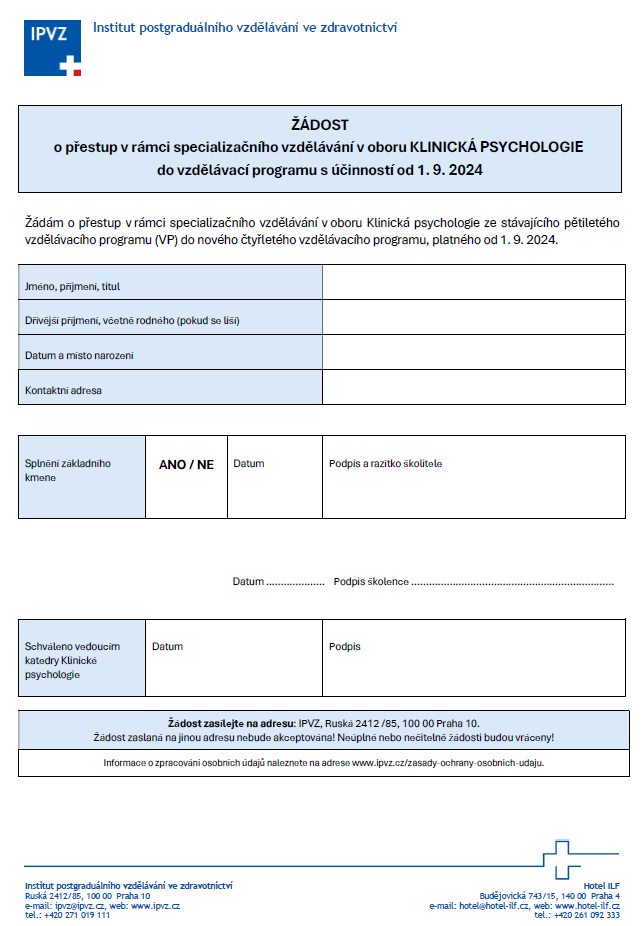 IPVZ
Institut postgraduálního vzdělávání ve zdravotnictví
ŽÁDOST
o přestup v rámci specializačního vzdělávání v oboru KLINICKÁ PSYCHOLOGIE
do vzdělávací programu s účinností od 1. 9. 2024
Žádám o přestup v rámci specializačního vzdělávání v oboru Klinická psychologie ze stávajícího pětiletého
vzdělávacího programu (VP) do nového čtyřletého vzdělávacího programu, platného od 1. 9. 2024.
Jméno, příjmení, titul
Dřívější příjmení, včetně rodného (pokud se liší)
Datum a místo narození
Kontaktní adresa
Splnění základního
kmene
ANO / NE
Datum
Podpis a razítko školitele
Datum .................... Podpis školence ......................................................................
Schváleno vedoucím
katedry Klinické
psychologie
Datum
Podpis
Žádost zasílejte na adresu: IPVZ, Ruská 2412 /85, 100 00 Praha 10.
Žádost zaslaná na jinou adresu nebude akceptována! Neúplné nebo nečitelné žádosti budou vráceny!
Informace o zpracování osobních údajů naleznete na adrese www.ipvz.cz/zasady-ochrany-osobnich-udaju.
Institut postgraduálního vzdělávání ve zdravotnictví
Ruská 2412/85, 100 00 Praha 10
e-mail: ipvz@ipvz.cz, web: www.ipvz.cz
tel.: +420 271 019 111
Hotel ILF
Budějovická 743/15, 140 00 Praha 4
e-mail: hotel@hotel-ilf.cz, web: www.hotel-ilf.cz
tel.: +420 261 092 333